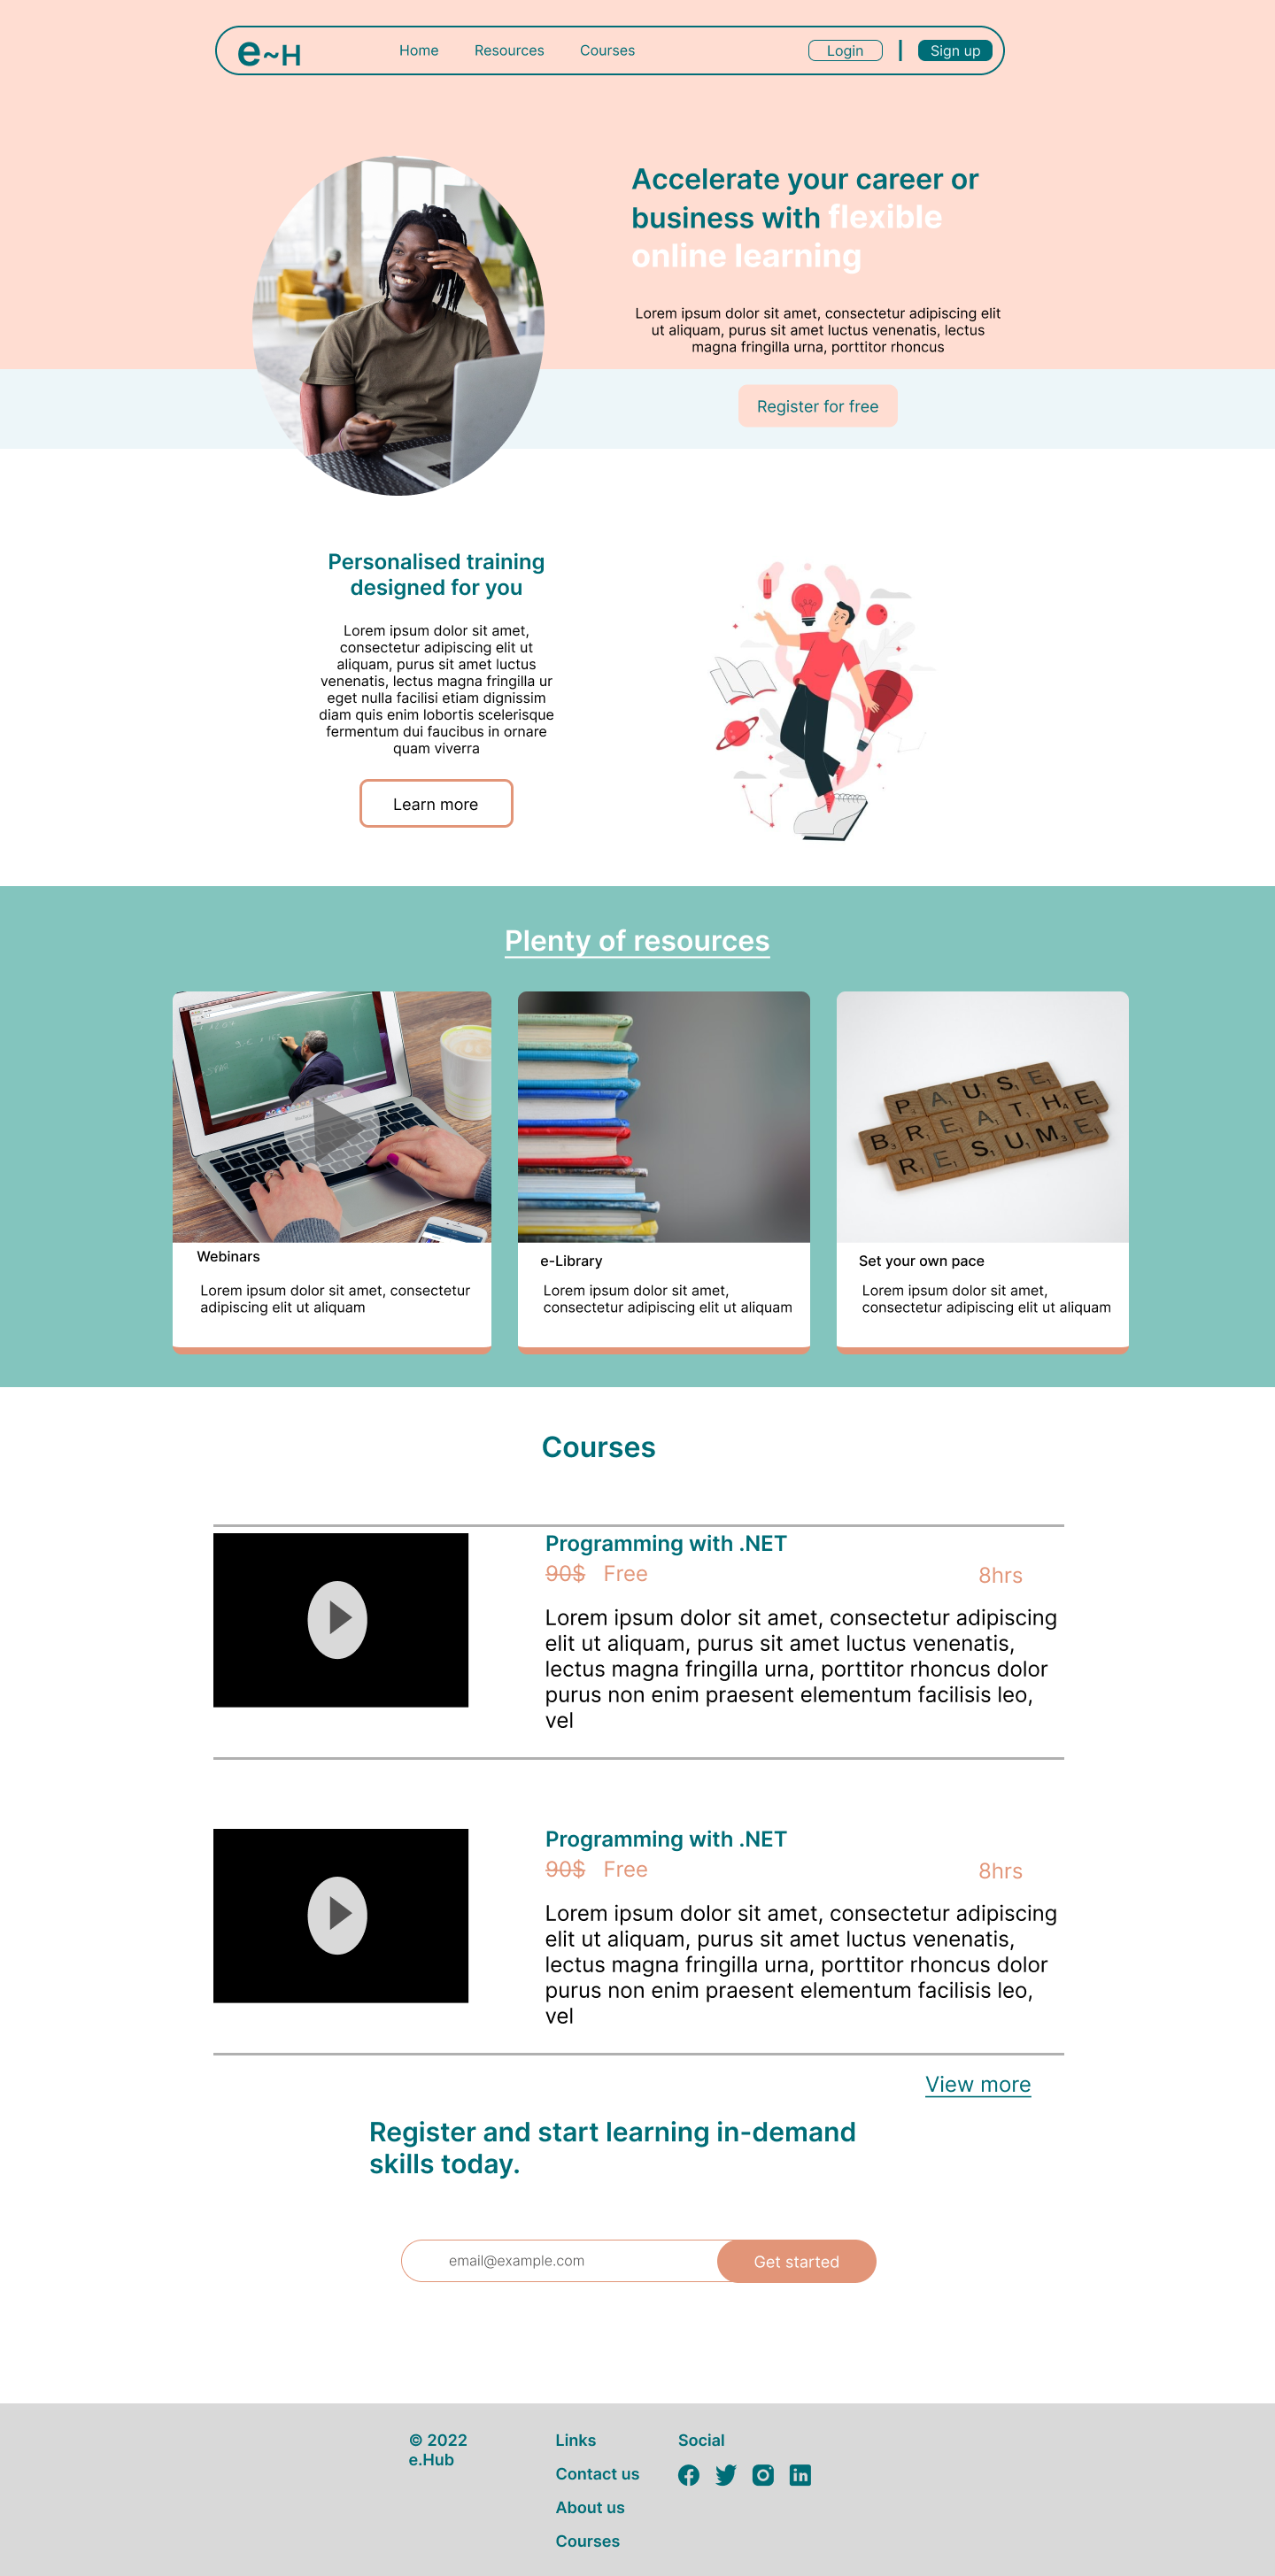 e~H
Home Resources Courses Login | Sign up
Accelerate your career or
business with flexible
online learning
Lorem ipsum dolor sit amet, consectetur adipiscing elit
ut aliquam, purus sit amet luctus venenatis, lectus
magna fringilla urna, porttitor rhoncus
Register for free
Personalised training
designed for you
Lorem ipsum dolor sit amet,
consectetur adipiscing elit ut
aliquam, purus sit amet luctus
venenatis, lectus magna fringilla ur
eget nulla facilisi etiam dignissim
diam quis enim lobortis scelerisque
fermentum dui faucibus in ornare
quam viverra
Learn more
Plenty of resources
Webinars
Lorem ipsum dolor sit amet, consectetur
adipiscing elit ut aliquam
e-Library
Lorem ipsum dolor sit amet,
consectetur adipiscing elit ut aliquam
PAUSE
BREATHE
RESUME
Set your own pace
Lorem ipsum dolor sit amet,
consectetur adipiscing elit ut aliquam
Courses
Programming with .NET
90$ Free 8hrs
Lorem ipsum dolor sit amet, consectetur adipiscing
elit ut aliquam, purus sit amet luctus venenatis,
lectus magna fringilla urna, porttitor rhoncus dolor
purus non enim praesent elementum facilisis leo,
vel
Programming with .NET
90$ Free 8hrs
Lorem ipsum dolor sit amet, consectetur adipiscing
elit ut aliquam, purus sit amet luctus venenatis,
lectus magna fringilla urna, porttitor rhoncus dolor
purus non enim praesent elementum facilisis leo,
vel
View more
Register and start learning in-demand
skills today.
email@example.com Get started
© 2022
e.Hub
Links
Contact us
About us
Courses
Social